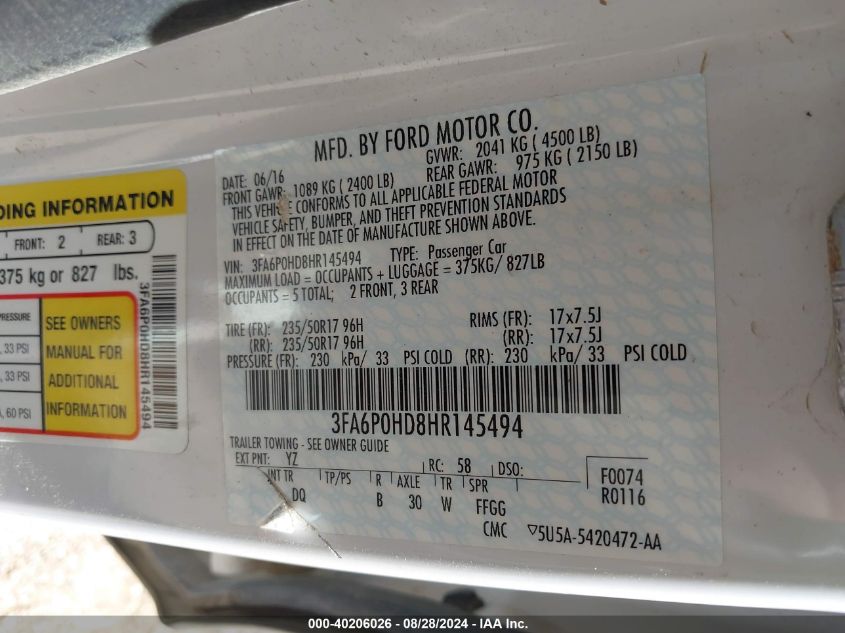 DING INFORMATION
FRONT: 2 REAR: 3
375 kg or 827 lbs.
PRESSURE
, 33 PSI
, 33 PSI
, 60 PSI
SEE OWNERS
MANUAL FOR
ADDITIONAL
INFORMATION
3FA6P0HD8HR145494
MFD. BY FORD MOTOR CO.
DATE: 06/16 GVWR: 2041 KG ( 4500 LB)
FRONT GAWR: 1089 KG ( 2400 LB) REAR GAWR: 975 KG ( 2150 LB)
THIS VEHICLE CONFORMS TO ALL APPLICABLE FEDERAL MOTOR
VEHICLE SAFETY, BUMPER, AND THEFT PREVENTION STANDARDS
IN EFFECT ON THE DATE OF MANUFACTURE SHOWN ABOVE.
VIN: 3FA6P0HD8HR145494 TYPE: Passenger Car
MAXIMUM LOAD = OCCUPANTS + LUGGAGE = 375KG/ 827LB
OCCUPANTS = 5 TOTAL; 2 FRONT, 3 REAR
TIRE (FR): 235/50R17 96H RIMS (FR): 17x7.5J
(RR): 235/50R17 96H (RR): 17x7.5J
PRESSURE (FR): 230 kPa/ 33 PSI COLD (RR): 230 kPa/ 33 PSI COLD
3FA6P0HD8HR145494
TRAILER TOWING - SEE OWNER GUIDE
EXT PNT: YZ RC: 58 DSO:
INT TR TP/PS R AXLE TR SPR
DQ B 30 W FFGG
F0074
R0116
CMC ▽5U5A-5420472-AA
000-40206026 - 08/28/2024 - IAA Inc.